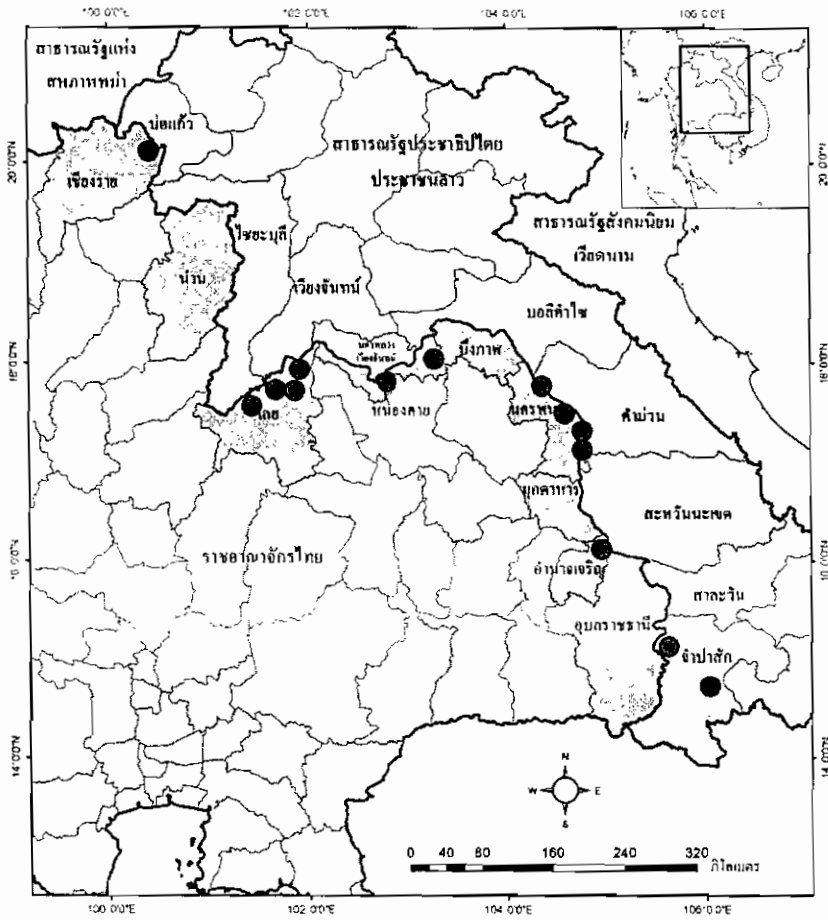 100°0'0"E 102°0'0"E 104°0'0"E 106°0'0"E
สาธารณรัฐแห่ง
สหภาพพม่า
บ่อแก้ว
สาธารณรัฐประชาธิปไตย
ประชาชนลาว
20°0'0"N
20°0'0"N
เชียงราย
ไชยะบุลี
สาธารณรัฐสังคมนิยม
เวียดนาม
น่าน
เวียงจันทน์
บอลิคำไซ
18°0'0"N
18°0'0"N
บึงกาฬ
เลย
หนองคาย
นครพนม
คำม่วน
มุกดาหาร
สะหวันนะเขต
ราชอาณาจักรไทย
16°0'0"N
อำนาจเจริญ
สาละวัน
อุบลราชธานี
จำปาสัก
14°0'0"N
14°0'0"N
N
W E
S
0 40 80 160 240 320
กิโลเมตร
100°0'0"E 102°0'0"E 104°0'0"E 106°0'0"E